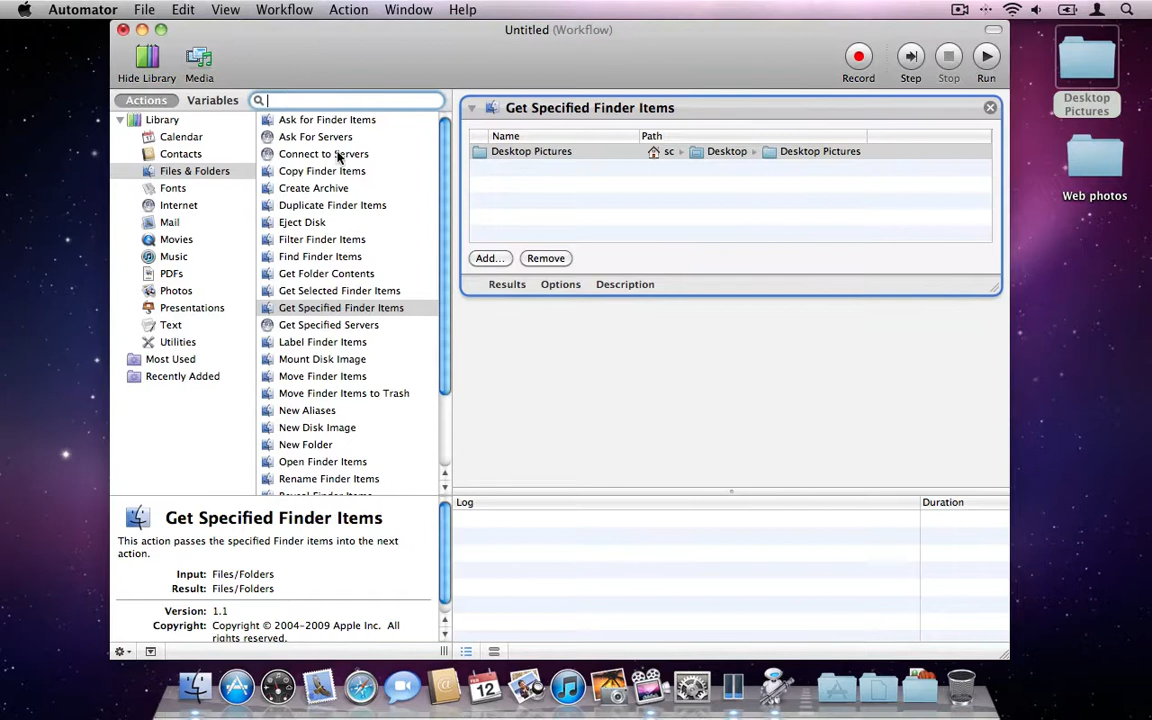 Automator File Edit View Workflow Action Window Help
Untitled (Workflow)
Hide Library Media Record Step Stop Run
Actions Variables
Library
Calendar
Contacts
Files & Folders
Fonts
Internet
Mail
Movies
Music
PDFs
Photos
Presentations
Text
Utilities
Most Used
Recently Added
Ask for Finder Items
Ask For Servers
Connect to Servers
Copy Finder Items
Create Archive
Duplicate Finder Items
Eject Disk
Filter Finder Items
Find Finder Items
Get Folder Contents
Get Selected Finder Items
Get Specified Finder Items
Get Specified Servers
Label Finder Items
Mount Disk Image
Move Finder Items
Move Finder Items to Trash
New Aliases
New Disk Image
New Folder
Open Finder Items
Rename Finder Items
Get Specified Finder Items
Name Path
Desktop Pictures sc Desktop Desktop Pictures
Add... Remove
Results Options Description
Get Specified Finder Items
This action passes the specified Finder items into the next
action.
Input: Files/Folders
Result: Files/Folders
Version: 1.1
Copyright: Copyright © 2004-2009 Apple Inc. All
rights reserved.
Log Duration
Desktop
Pictures
Web photos
FEB
12